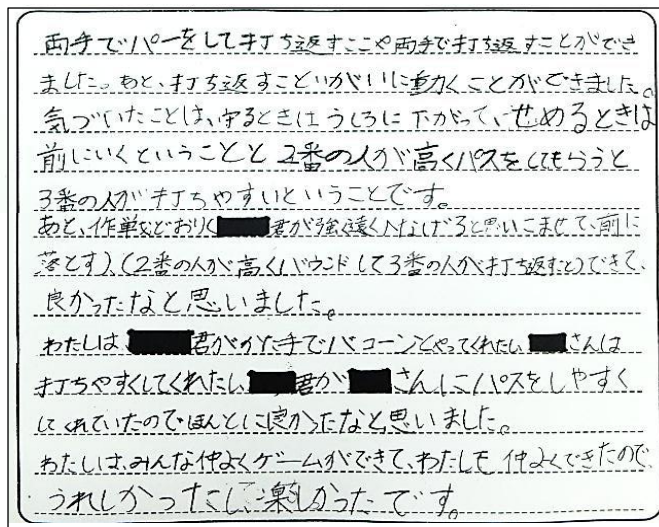 両手でパーをして打ち返すここや両手で打ち返すことができ
ました。あと、打ち返すこといがいに動くことができました。
気づいたことは、守るときはうしろに下がって、せめるときは
前にいくということと 2番の人が高くパスをしてもらうと
3番の人が打ちやすいということです。
あと、作戦どおり(君が強く遠くへなげると思いこませて、前に
落とす)、(2番の人が高くバウンドして3番の人が打ち返すと)できて、
良かったなと思いました。
わたしは君がかた手でバコーンとやってくれたいさんは
打ちやすくしてくれたい君がさんにパスをしやすく
してくれていたのでほんとに良かったなと思いました。
わたしは、みんな仲よくゲームができて、わたしも仲よくできたので
うれしかったし、楽しかったです。